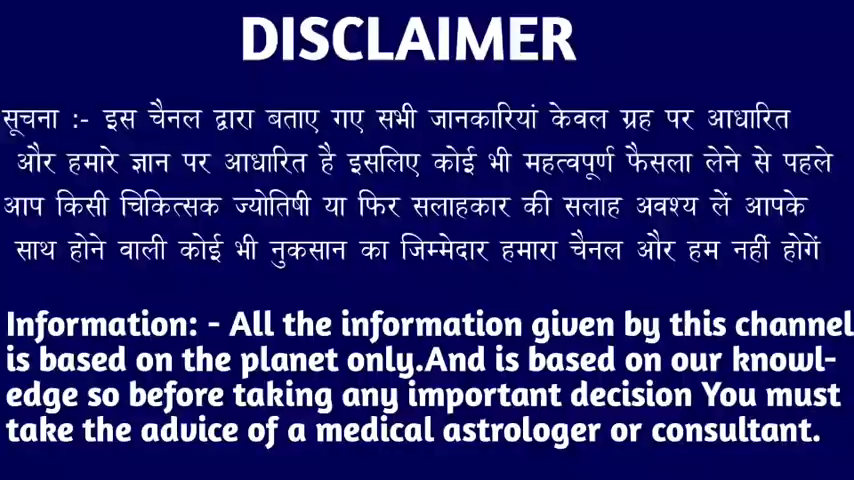 DISCLAIMER
सूचना :- इस चैनल द्वारा बताए गए सभी जानकारियां केवल ग्रह पर आधारित
और हमारे ज्ञान पर आधारित है इसलिए कोई भी महत्वपूर्ण फैसला लेने से पहले
आप किसी चिकित्सक ज्योतिषी या फिर सलाहकार की सलाह अवश्य लें आपके
साथ होने वाली कोई भी नुकसान का जिम्मेदार हमारा चैनल और हम नहीं होगें
Information: - All the information given by this channel
is based on the planet only.And is based on our knowl-
edge so before taking any important decision You must
take the advice of a medical astrologer or consultant.